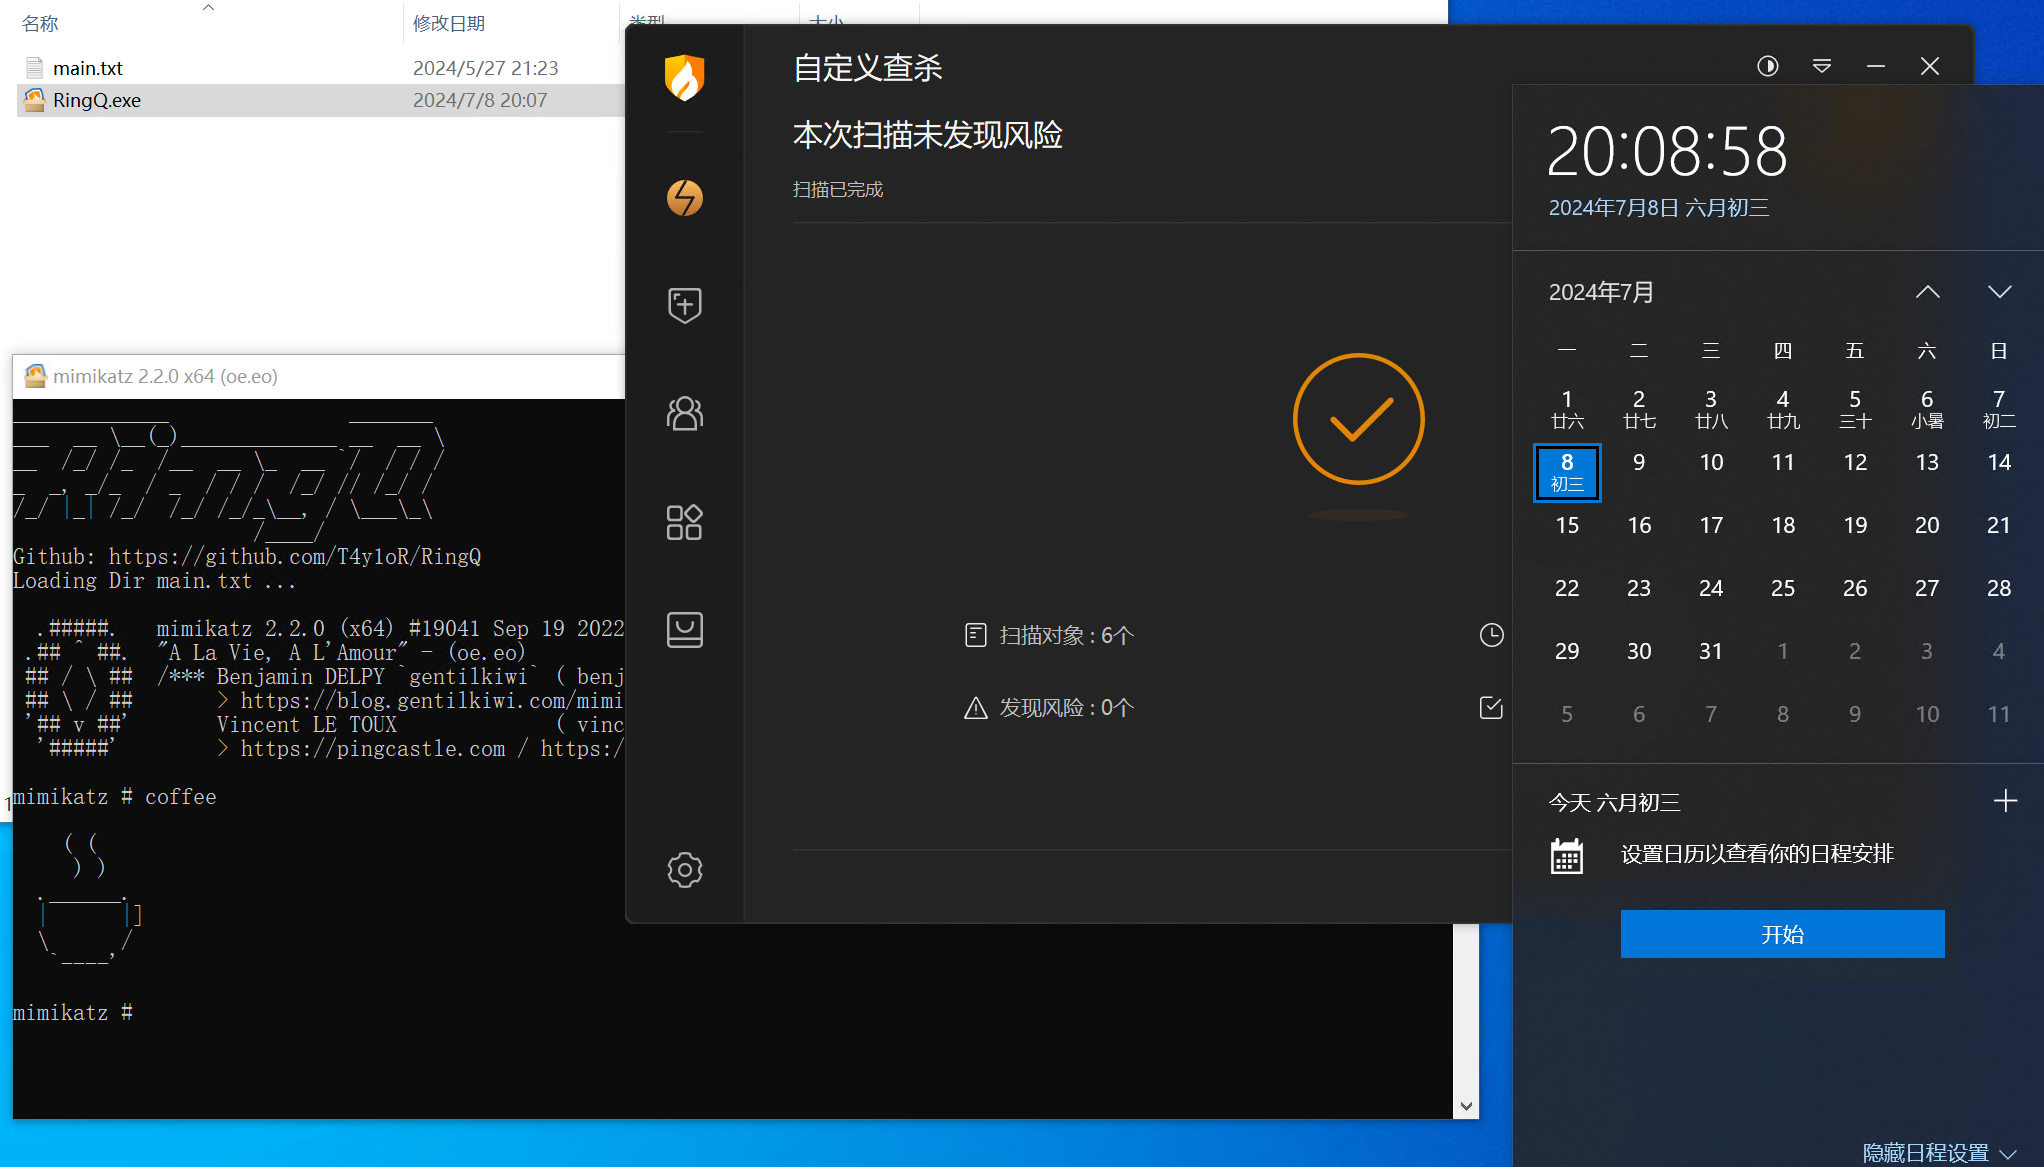 名称
修改日期
类型
大小
main.txt
2024/5/27 21:23
RingQ.exe
2024/7/8 20:07
mimikatz 2.2.0 x64 (oe.eo)
Github: https://github.com/T4y1oR/RingQ
Loading Dir main.txt ...
.#####.   mimikatz 2.2.0 (x64) #19041 Sep 19 2022
.## ^ ##.  "A La Vie, A L'Amour" - (oe.eo)
## / \ ##  /*** Benjamin DELPY `gentilkiwi` ( benj
## \ / ##       > https://blog.gentilkiwi.com/mimi
'## v ##'       Vincent LE TOUX             ( vinc
'#####'        > https://pingcastle.com / https:/
mimikatz # coffee
mimikatz #
自定义查杀
本次扫描未发现风险
扫描已完成
扫描对象 : 6个
发现风险 : 0个
20:08:58
2024年7月8日 六月初三
2024年7月
一 二 三 四 五 六 日
1 2 3 4 5 6 7
廿六 廿七 廿八 廿九 三十 小暑 初二
8 9 10 11 12 13 14
初三
15 16 17 18 19 20 21
22 23 24 25 26 27 28
29 30 31 1 2 3 4
5 6 7 8 9 10 11
今天 六月初三
设置日历以查看你的日程安排
开始
隐藏日程设置